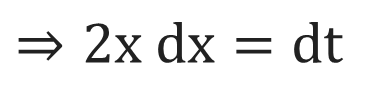 ⇒ 2x dx = dt